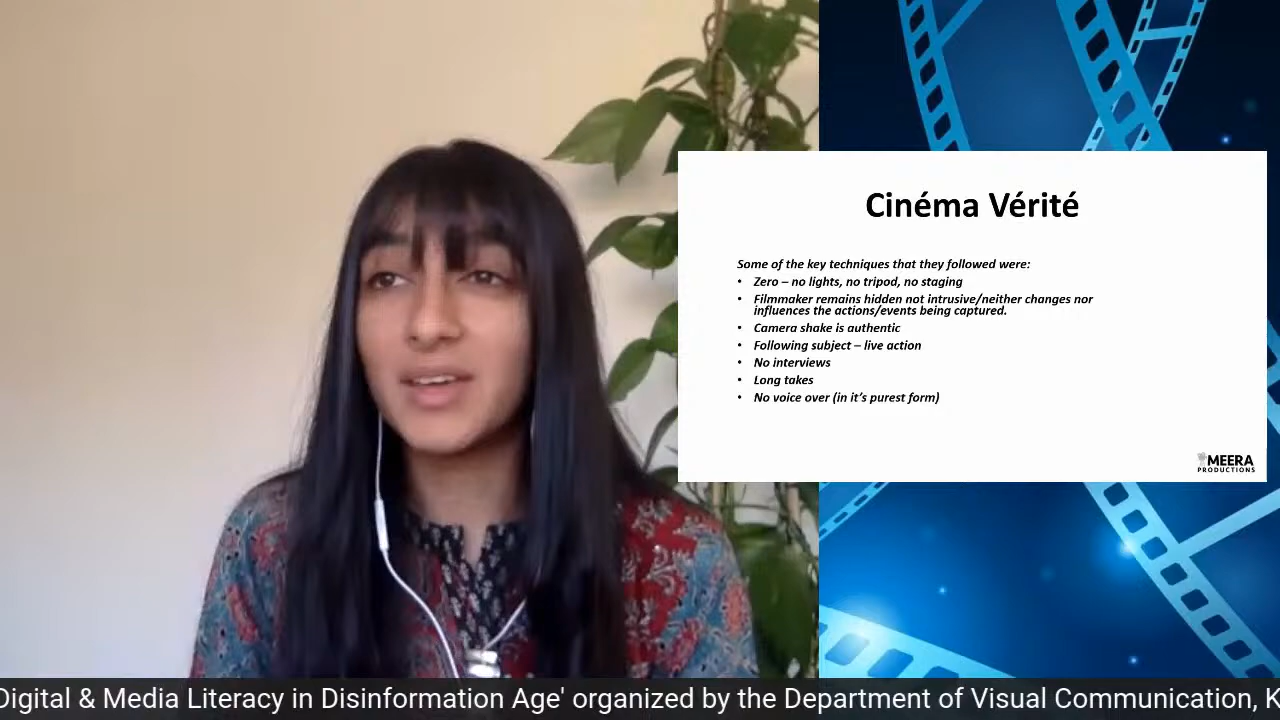 Cinéma Vérité
Some of the key techniques that they followed were:
• Zero – no lights, no tripod, no staging
• Filmmaker remains hidden not intrusive/neither changes nor
influences the actions/events being captured.
• Camera shake is authentic
• Following subject – live action
• No interviews
• Long takes
• No voice over (in it's purest form)
MEERA
PRODUCTIONS
Digital & Media Literacy in Disinformation Age' organized by the Department of Visual Communication, K